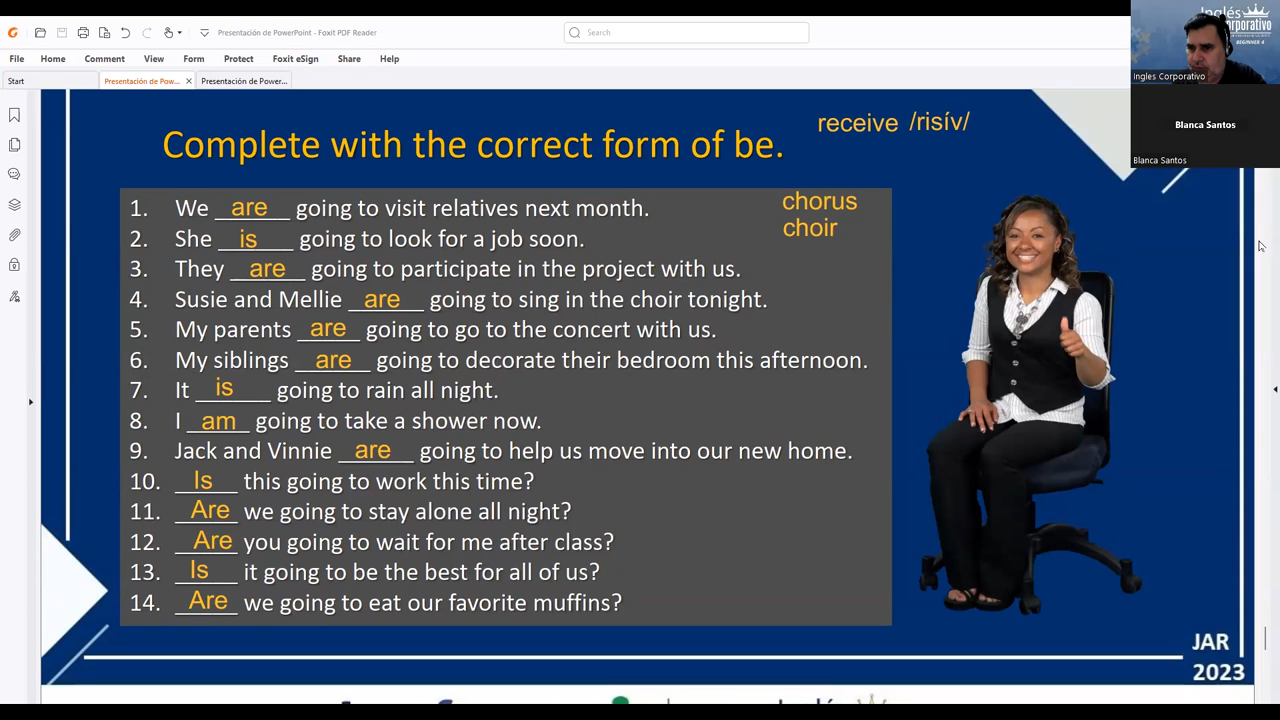 Presentación de PowerPoint - Foxit PDF Reader
Search
File Home Comment View Form Protect Foxit eSign Share Help
Start
Presentación de Pow...
Presentación de Power...
Inglés
Corporativo
BEGINNER 4
Ingles Corporativo
Blanca Santos
Blanca Santos
receive /risív/
Complete with the correct form of be.
chorus
choir
1. We are going to visit relatives next month.
2. She is going to look for a job soon.
3. They are going to participate in the project with us.
4. Susie and Mellie are going to sing in the choir tonight.
5. My parents are going to go to the concert with us.
6. My siblings are going to decorate their bedroom this afternoon.
7. It is going to rain all night.
8. I am going to take a shower now.
9. Jack and Vinnie are going to help us move into our new home.
10. Is this going to work this time?
11. Are we going to stay alone all night?
12. Are you going to wait for me after class?
13. Is it going to be the best for all of us?
14. Are we going to eat our favorite muffins?
JAR
2023